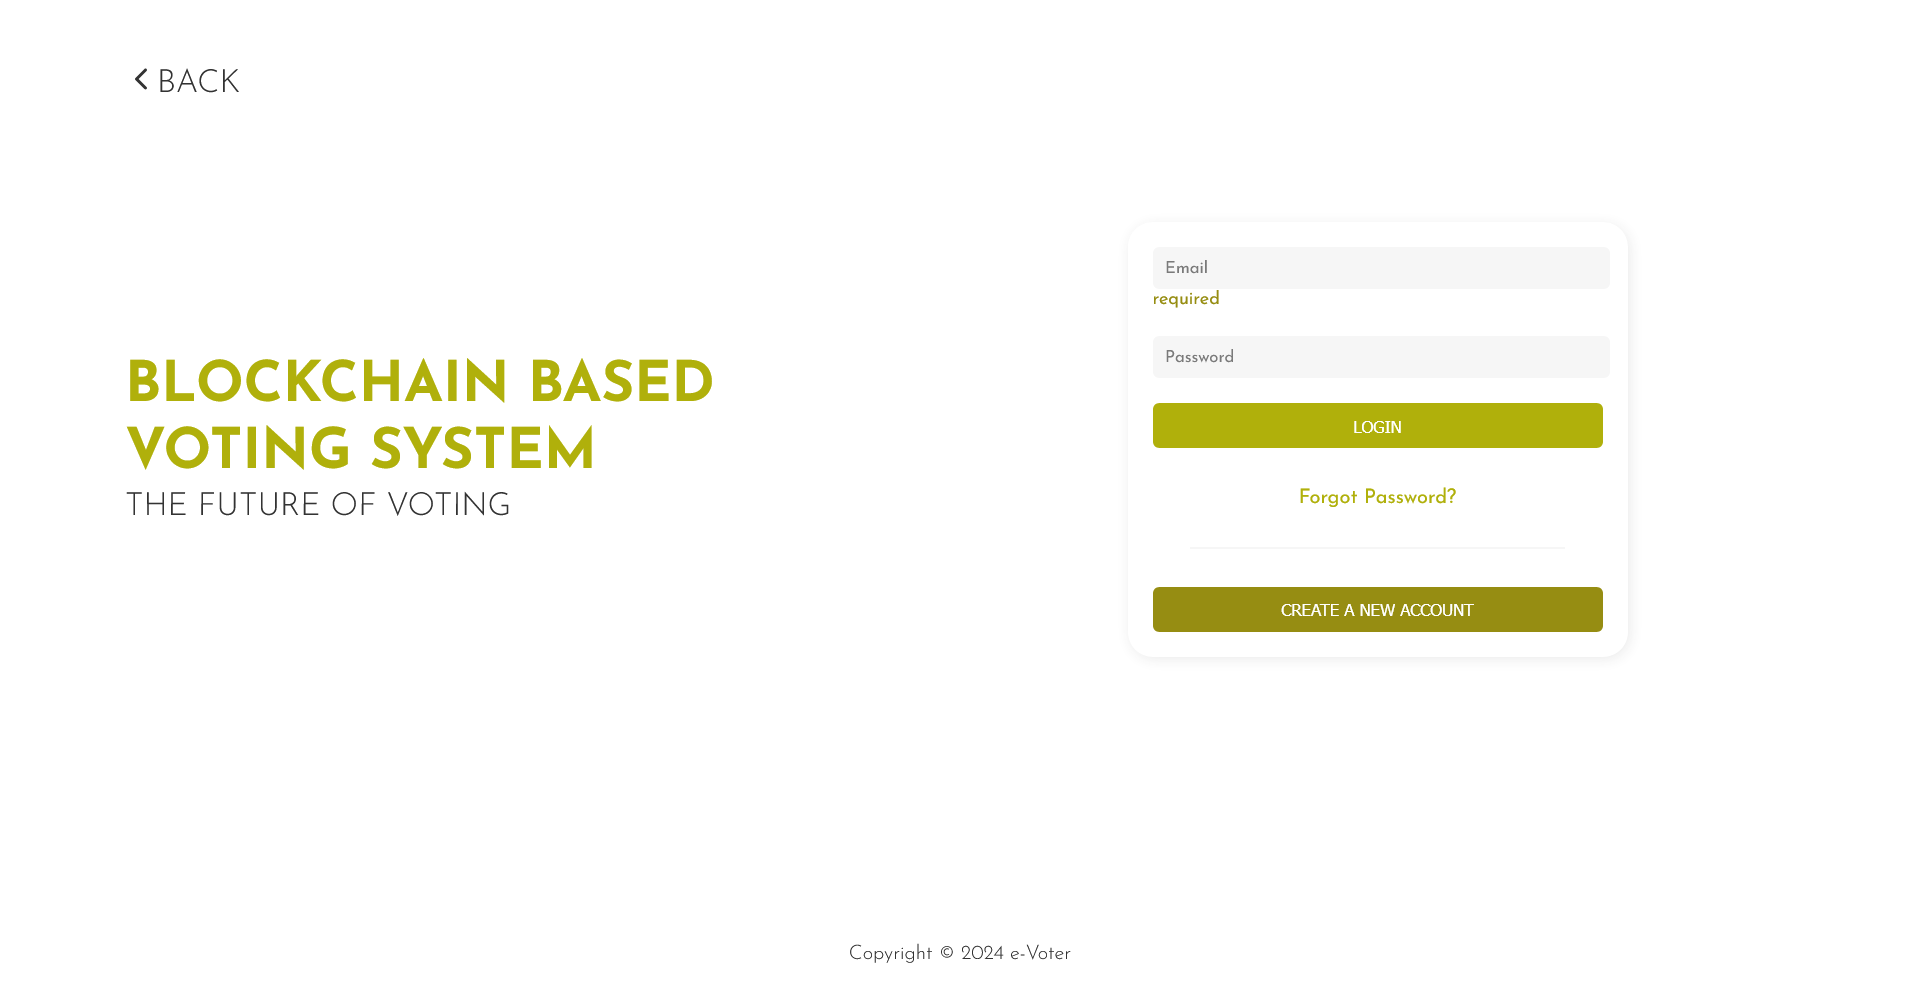 BACK
BLOCKCHAIN BASED
VOTING SYSTEM
THE FUTURE OF VOTING
Email
required
Password
LOGIN
Forgot Password?
CREATE A NEW ACCOUNT
Copyright © 2024 e-Voter